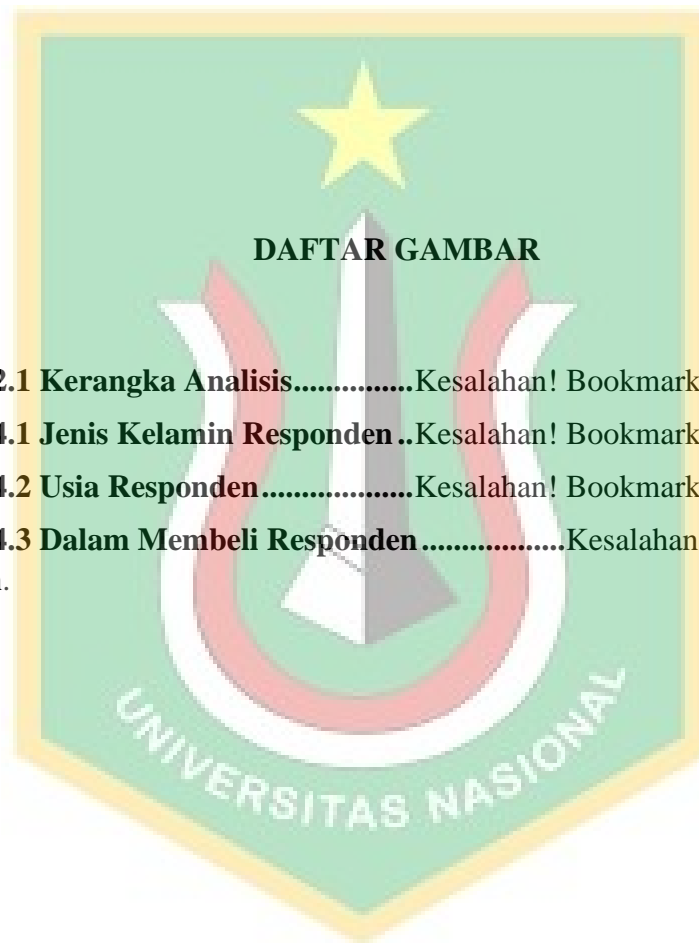 DAFTAR GAMBAR
2.1 Kerangka Analisis...............Kesalahan! Bookmark
4.1 Jenis Kelamin Responden..Kesalahan! Bookmark
4.2 Usia Responden...................Kesalahan! Bookmark
4.3 Dalam Membeli Responden..................Kesalahan
UNIVERSITAS NASIONAL